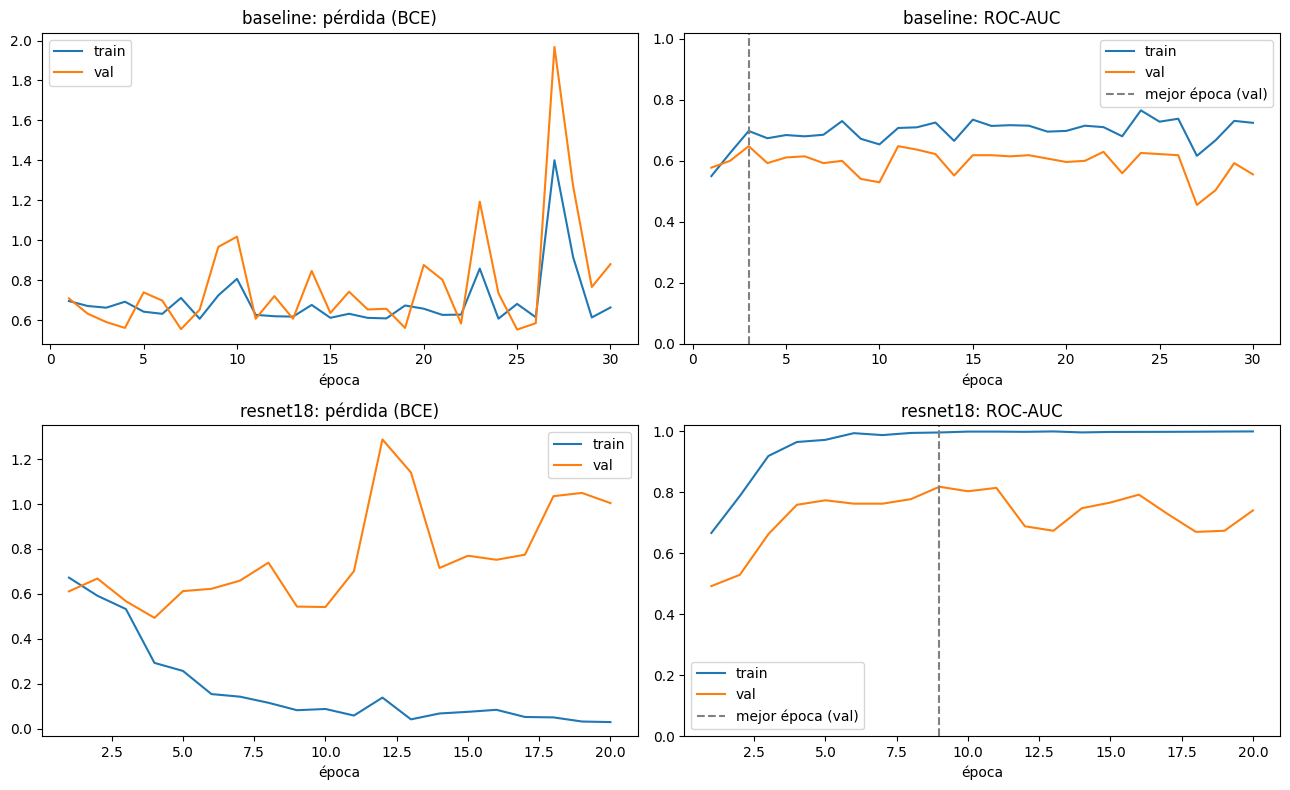 baseline: pérdida (BCE)
2.0
1.8
1.6
1.4
1.2
1.0
0.8
0.6
train
val
0 5 10 15 20 25 30
época
baseline: ROC-AUC
1.0
0.8
0.6
0.4
0.2
0.0
train
val
mejor época (val)
0 5 10 15 20 25 30
época
resnet18: pérdida (BCE)
1.2
1.0
0.8
0.6
0.4
0.2
0.0
train
val
2.5 5.0 7.5 10.0 12.5 15.0 17.5 20.0
época
resnet18: ROC-AUC
1.0
0.8
0.6
0.4
0.2
0.0
train
val
mejor época (val)
2.5 5.0 7.5 10.0 12.5 15.0 17.5 20.0
época